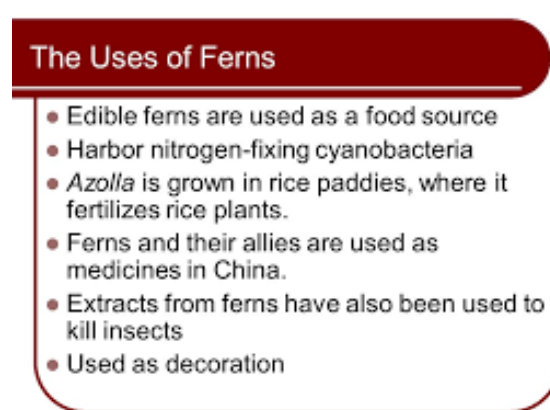 The Uses of Ferns
Edible ferns are used as a food source
Harbor nitrogen-fixing cyanobacteria
Azolla is grown in rice paddies, where it
fertilizes rice plants.
Ferns and their allies are used as
medicines in China.
Extracts from ferns have also been used to
kill insects
Used as decoration